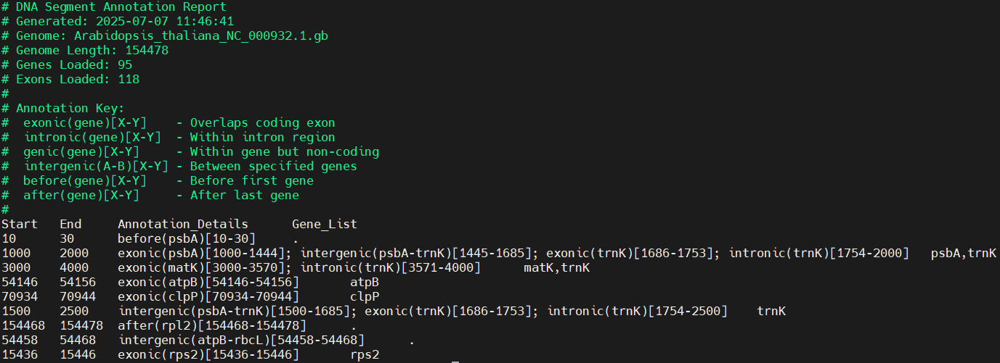 # DNA Segment Annotation Report
# Generated: 2025-07-07 11:46:41
# Genome: Arabidopsis_thaliana_NC_000932.1.gb
# Genome Length: 154478
# Genes Loaded: 95
# Exons Loaded: 118
#
# Annotation Key:
#  exonic(gene)[X-Y]    - Overlaps coding exon
#  intronic(gene)[X-Y]  - Within intron region
#  genic(gene)[X-Y]     - Within gene but non-coding
#  intergenic(A-B)[X-Y] - Between specified genes
#  before(gene)[X-Y]    - Before first gene
#  after(gene)[X-Y]     - After last gene
#
Start   End     Annotation_Details      Gene_List
10      30      before(psbA)[10-30]     .
1000    2000    exonic(psbA)[1000-1444]; intergenic(psbA-trnK)[1445-1685]; exonic(trnK)[1686-1753]; intronic(trnK)[1754-2000]   psbA,trnK
3000    4000    exonic(matK)[3000-3570]; intronic(trnK)[3571-4000]      matK,trnK
54146   54156   exonic(atpB)[54146-54156]       atpB
70934   70944   exonic(clpP)[70934-70944]       clpP
1500    2500    intergenic(psbA-trnK)[1500-1685]; exonic(trnK)[1686-1753]; intronic(trnK)[1754-2500]    trnK
154468  154478  after(rpl2)[154468-154478]      .
54458   54468   intergenic(atpB-rbcL)[54458-54468]      .
15436   15446   exonic(rps2)[15436-15446]       rps2